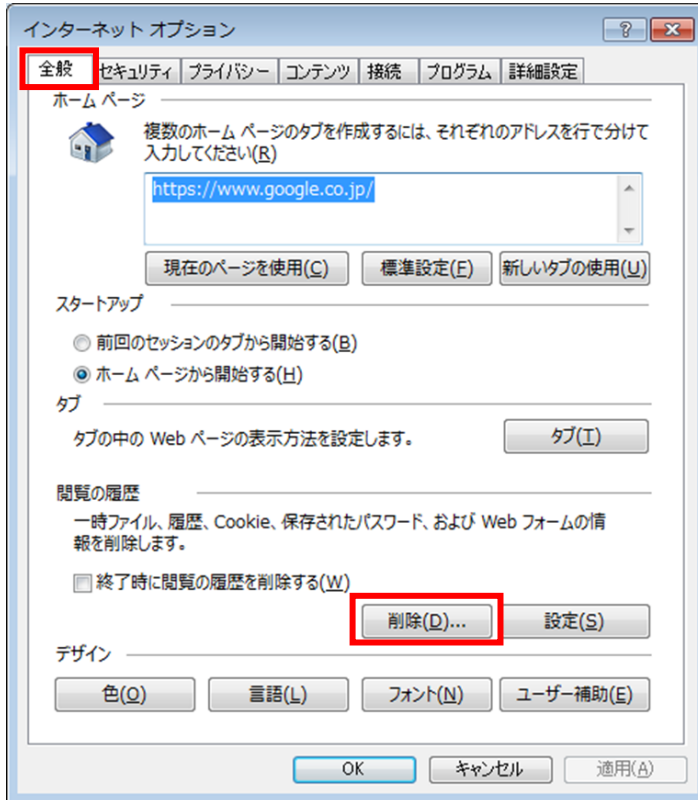 インターネット オプション
全般 セキュリティ プライバシー コンテンツ 接続 プログラム 詳細設定
ホーム ページ
複数のホーム ページのタブを作成するには、それぞれのアドレスを行で分けて
入力してください(R)
https://www.google.co.jp/
現在のページを使用(C) 標準設定(F) 新しいタブの使用(U)
スタートアップ
前回のセッションのタブから開始する(B)
ホーム ページから開始する(H)
タブ
タブの中の Web ページの表示方法を設定します。 タブ(T)
閲覧の履歴
一時ファイル、履歴、Cookie、保存されたパスワード、および Web フォームの情
報を削除します。
終了時に閲覧の履歴を削除する(W)
削除(D)... 設定(S)
デザイン
色(O) 言語(L) フォント(N) ユーザー補助(E)
OK キャンセル 適用(A)